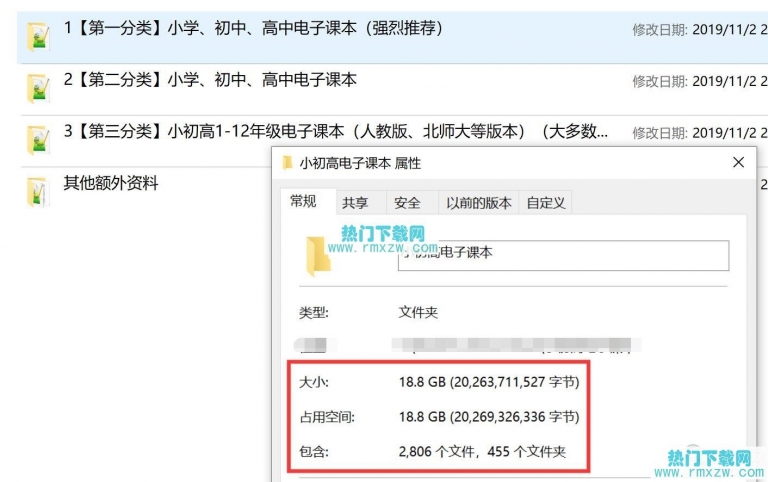 1【第一分类】小学、初中、高中电子课本（强烈推荐）
修改日期: 2019/11/2 2
2【第二分类】小学、初中、高中电子课本
修改日期: 2019/11/2 2
3【第三分类】小初高1-12年级电子课本（人教版、北师大等版本）（大多数...
修改日期: 2019/11/2 2
其他额外资料
小初高电子课本 属性
常规 共享 安全 以前的版本 自定义
热门下载网
www.rmxzw.com
小初高电子课本
类型: 文件夹
大小: 18.8 GB (20,263,711,527 字节)
占用空间: 18.8 GB (20,269,326,336 字节)
包含: 2,806 个文件，455 个文件夹
热门下载网
www.rmxzw.com